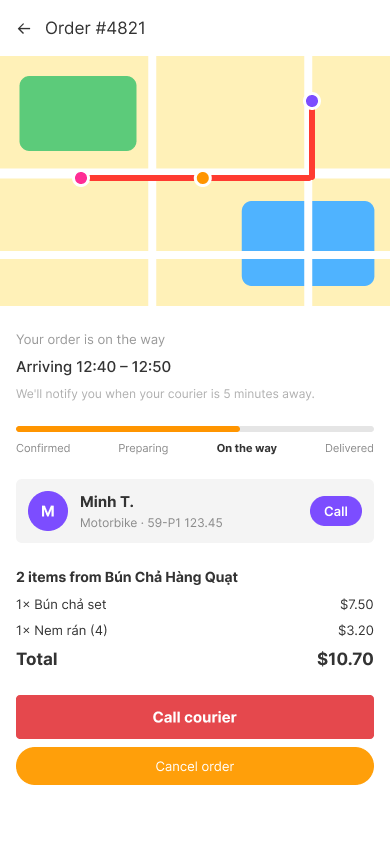 ← Order #4821
Your order is on the way
Arriving 12:40 – 12:50
We'll notify you when your courier is 5 minutes away.
Confirmed Preparing On the way Delivered
M
Minh T.
Motorbike · 59-P1 123.45
Call
2 items from Bún Chả Hàng Quạt
1× Bún chả set $7.50
1× Nem rán (4) $3.20
Total $10.70
Call courier
Cancel order